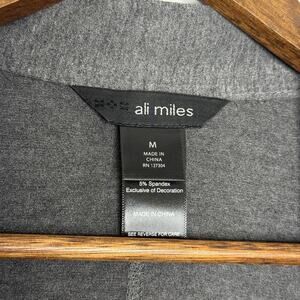 ali miles
M
MADE IN
CHINA
RN 137304
5% Spandex
Exclusive of Decoration
MADE IN CHINA
SEE REVERSE FOR CARE